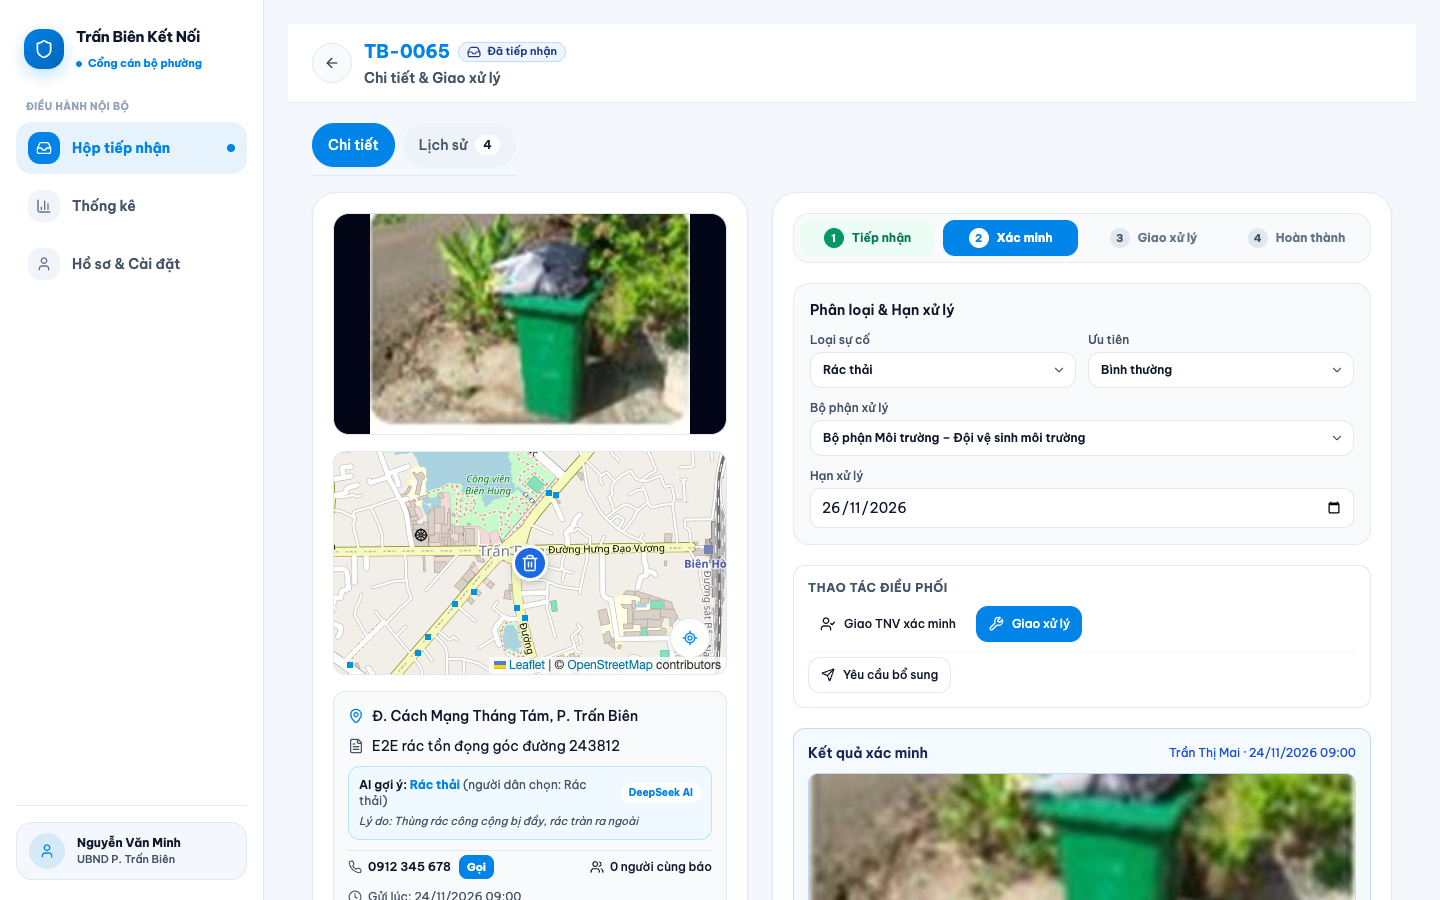 Trấn Biên Kết Nối
Cổng cán bộ phường
ĐIỀU HÀNH NỘI BỘ
Hộp tiếp nhận
Thống kê
Hồ sơ & Cài đặt
Nguyễn Văn Minh
UBND P. Trấn Biên
TB-0065
Đã tiếp nhận
Chi tiết & Giao xử lý
Chi tiết
Lịch sử 4
Công viên
Biên Hùng
Đường Hưng Đạo Vương
Đường
Leaflet | © OpenStreetMap contributors
Đ. Cách Mạng Tháng Tám, P. Trấn Biên
E2E rác tồn đọng góc đường 243812
AI gợi ý: Rác thải (người dân chọn: Rác
thải)
DeepSeek AI
Lý do: Thùng rác công cộng bị đầy, rác tràn ra ngoài
0912 345 678
Gọi
0 người cùng báo
Gửi lúc: 24/11/2026 09:00
1 Tiếp nhận
2 Xác minh
3 Giao xử lý
4 Hoàn thành
Phân loại & Hạn xử lý
Loại sự cố
Ưu tiên
Rác thải
Bình thường
Bộ phận xử lý
Bộ phận Môi trường – Đội vệ sinh môi trường
Hạn xử lý
26/11/2026
THAO TÁC ĐIỀU PHỐI
Giao TNV xác minh
Giao xử lý
Yêu cầu bổ sung
Kết quả xác minh
Trần Thị Mai · 24/11/2026 09:00